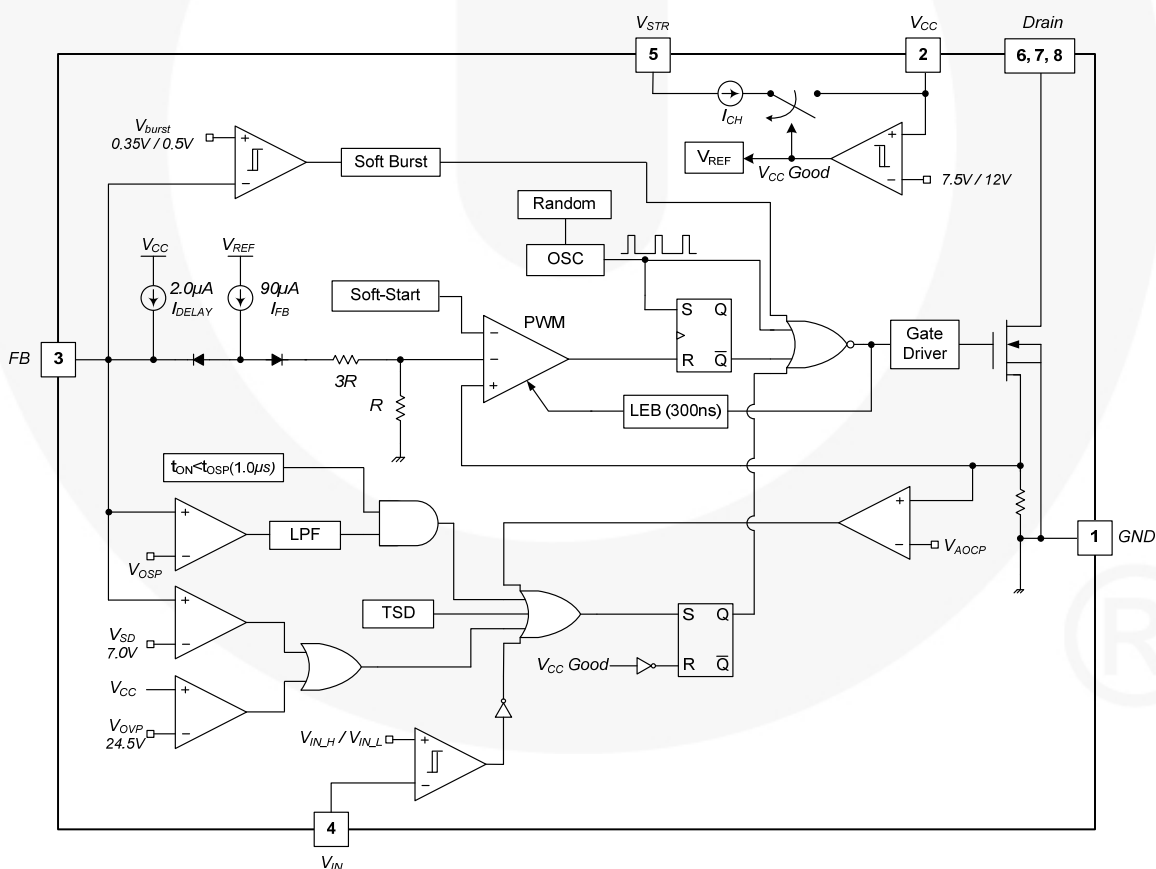 VSTR
VCC
Drain
5
2
6, 7, 8
ICH
Vburst
0.35V / 0.5V
+
−
Soft Burst
VREF
VCC Good
+
−
7.5V / 12V
Random
OSC
VCC
VREF
2.0µA
IDELAY
90µA
IFB
Soft-Start
PWM
−
−
+
S Q
R Q
Gate
Driver
FB
3
3R
R
LEB (300ns)
tON<tOSP(1.0µs)
+
−
VOSP
LPF
+
−
VAOCP
1
GND
+
−
VSD
7.0V
TSD
S Q
R Q
VCC Good
VCC
+
−
VOVP
24.5V
VIN_H / VIN_L
+
−
4
VIN
R